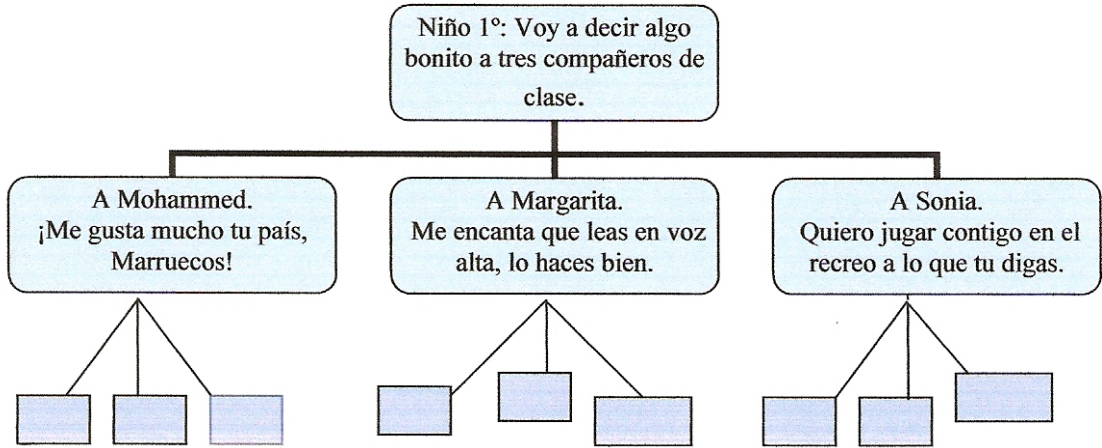 Niño 1º: Voy a decir algo
bonito a tres compañeros de
clase.
A Mohammed.
¡Me gusta mucho tu país,
Marruecos!
A Margarita.
Me encanta que leas en voz
alta, lo haces bien.
A Sonia.
Quiero jugar contigo en el
recreo a lo que tu digas.